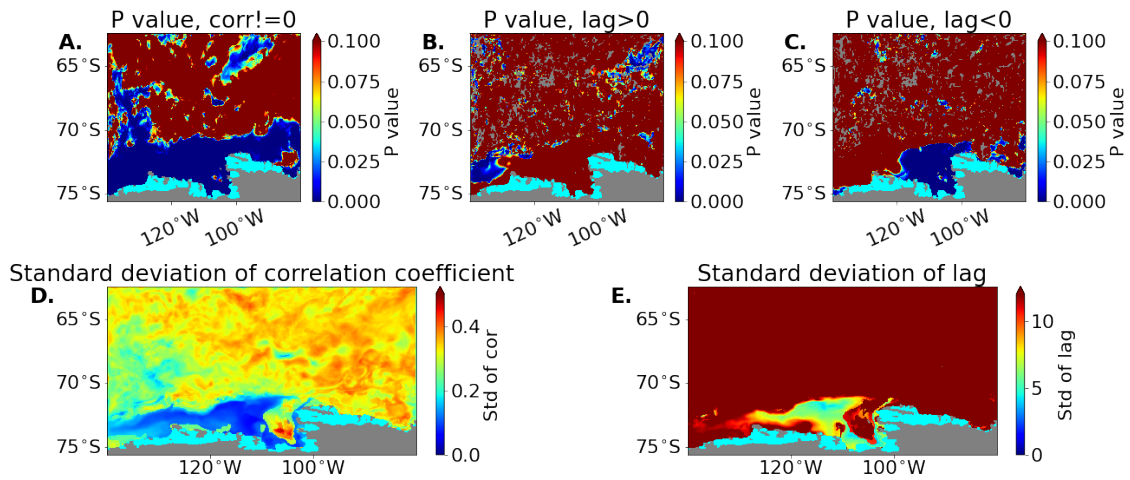 A.
P value, corr!=0
65°S
70°S
75°S
120°W
100°W
0.100
0.075
0.050
0.025
0.000
P value
B.
P value, lag>0
65°S
70°S
75°S
120°W
100°W
0.100
0.075
0.050
0.025
0.000
P value
C.
P value, lag<0
65°S
70°S
75°S
120°W
100°W
0.100
0.075
0.050
0.025
0.000
P value
D.
Standard deviation of correlation coefficient
65°S
70°S
75°S
120°W
100°W
0.4
0.2
0.0
Std of cor
E.
Standard deviation of lag
65°S
70°S
75°S
120°W
100°W
10
5
0
Std of lag